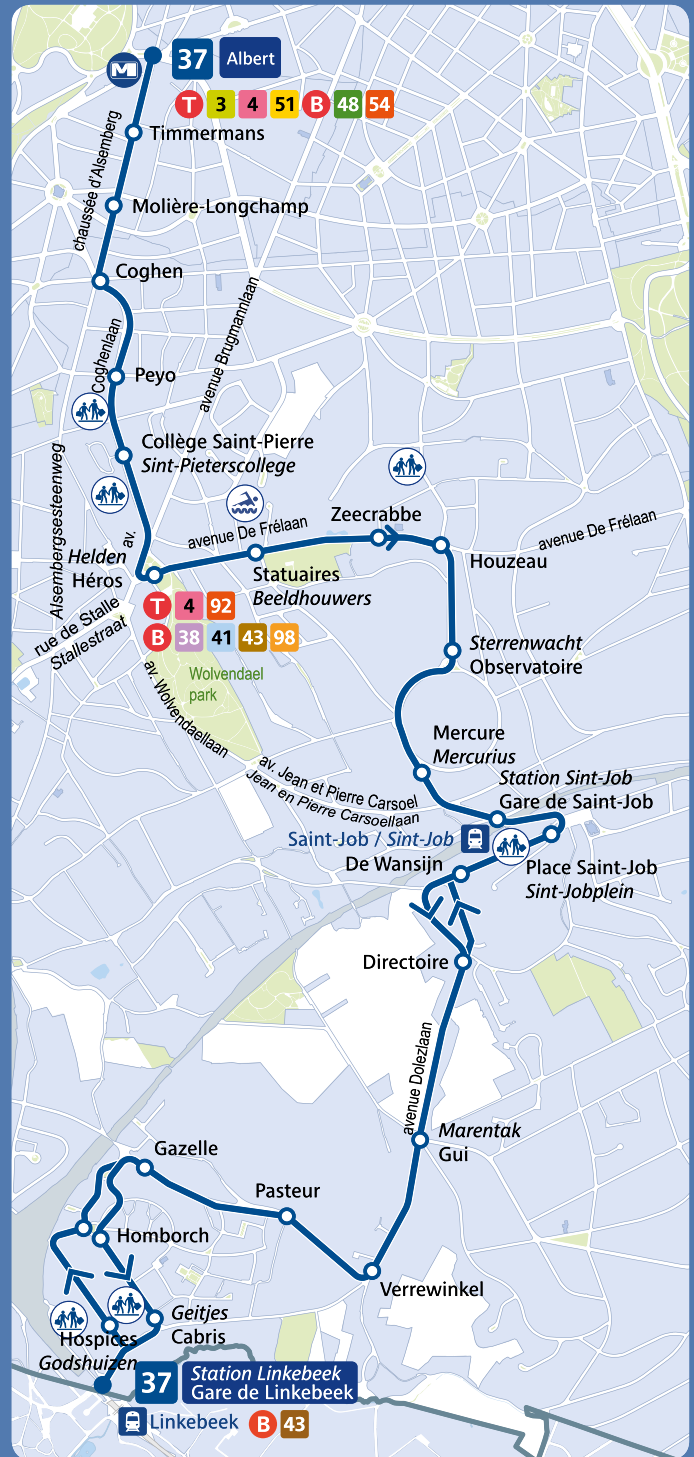 M
37 Albert
T 3 4 51 B 48 54
Timmermans
chaussée d'Alsemberg
Molière-Longchamp
Coghen
Coghenlaan
avenue Brugmannlaan
Peyo
Collège Saint-Pierre
Sint-Pieterscollege
Alsembergsesteenweg
av.
Zeecrabbe
avenue De Frélaan
avenue De Frélaan
Houzeau
Helden
Héros
Statuaires
Beeldhouwers
T 4 92
B 38 41 43 98
rue de Stalle
Stallestraat
Sterrenwacht
Observatoire
Wolvendael
park
av. Wolvendaellaan
Mercure
Mercurius
av. Jean et Pierre Carsoel
Jean en Pierre Carsoellaan
Station Sint-Job
Gare de Saint-Job
Saint-Job / Sint-Job
De Wansijn
Place Saint-Job
Sint-Jobplein
Directoire
avenue Dolezlaan
Marentak
Gui
Gazelle
Pasteur
Homborch
Verrewinkel
Geitjes
Cabris
Hospices
Godshuizen
37 Station Linkebeek
Gare de Linkebeek
Linkebeek B 43